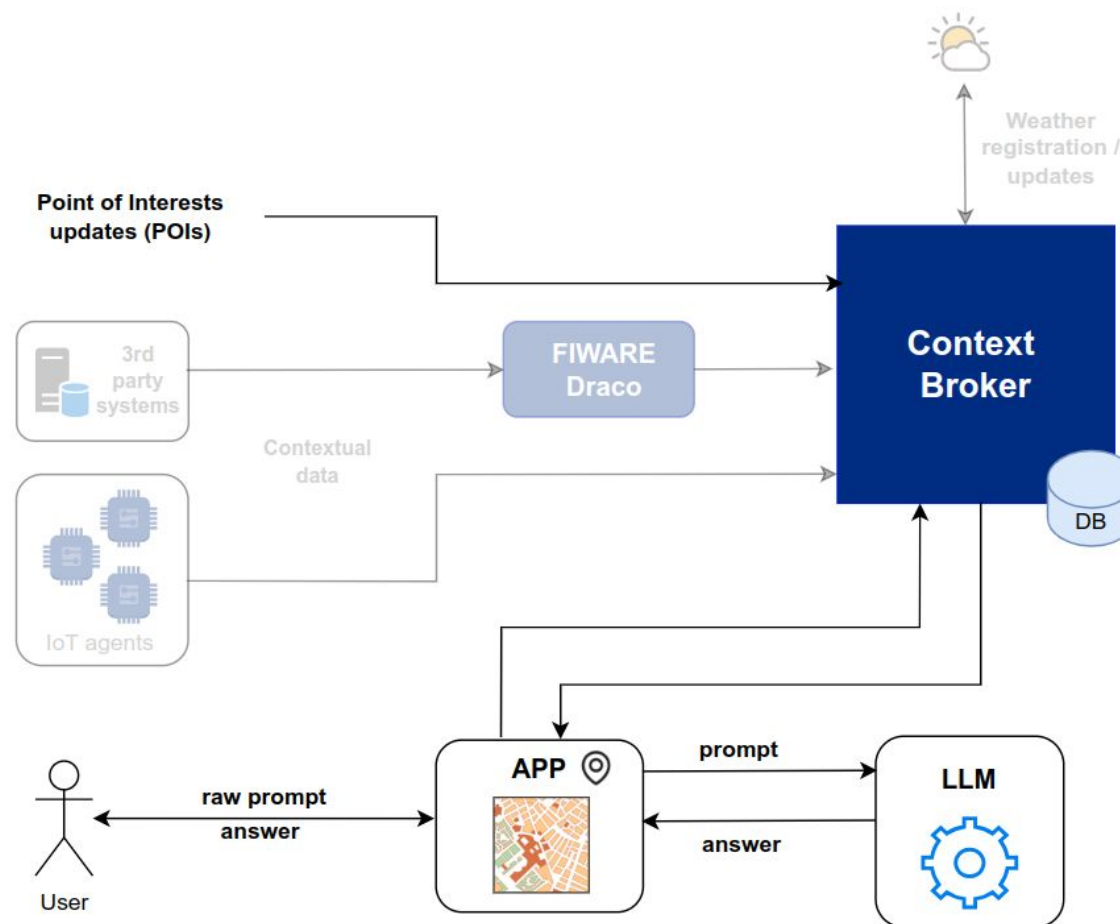 Weather
registration /
updates
Point of Interests
updates (POIs)
Context
Broker
3rd
party
systems
FIWARE
Draco
Contextual
data
DB
IoT agents
APP
prompt
LLM
raw prompt
answer
answer
User